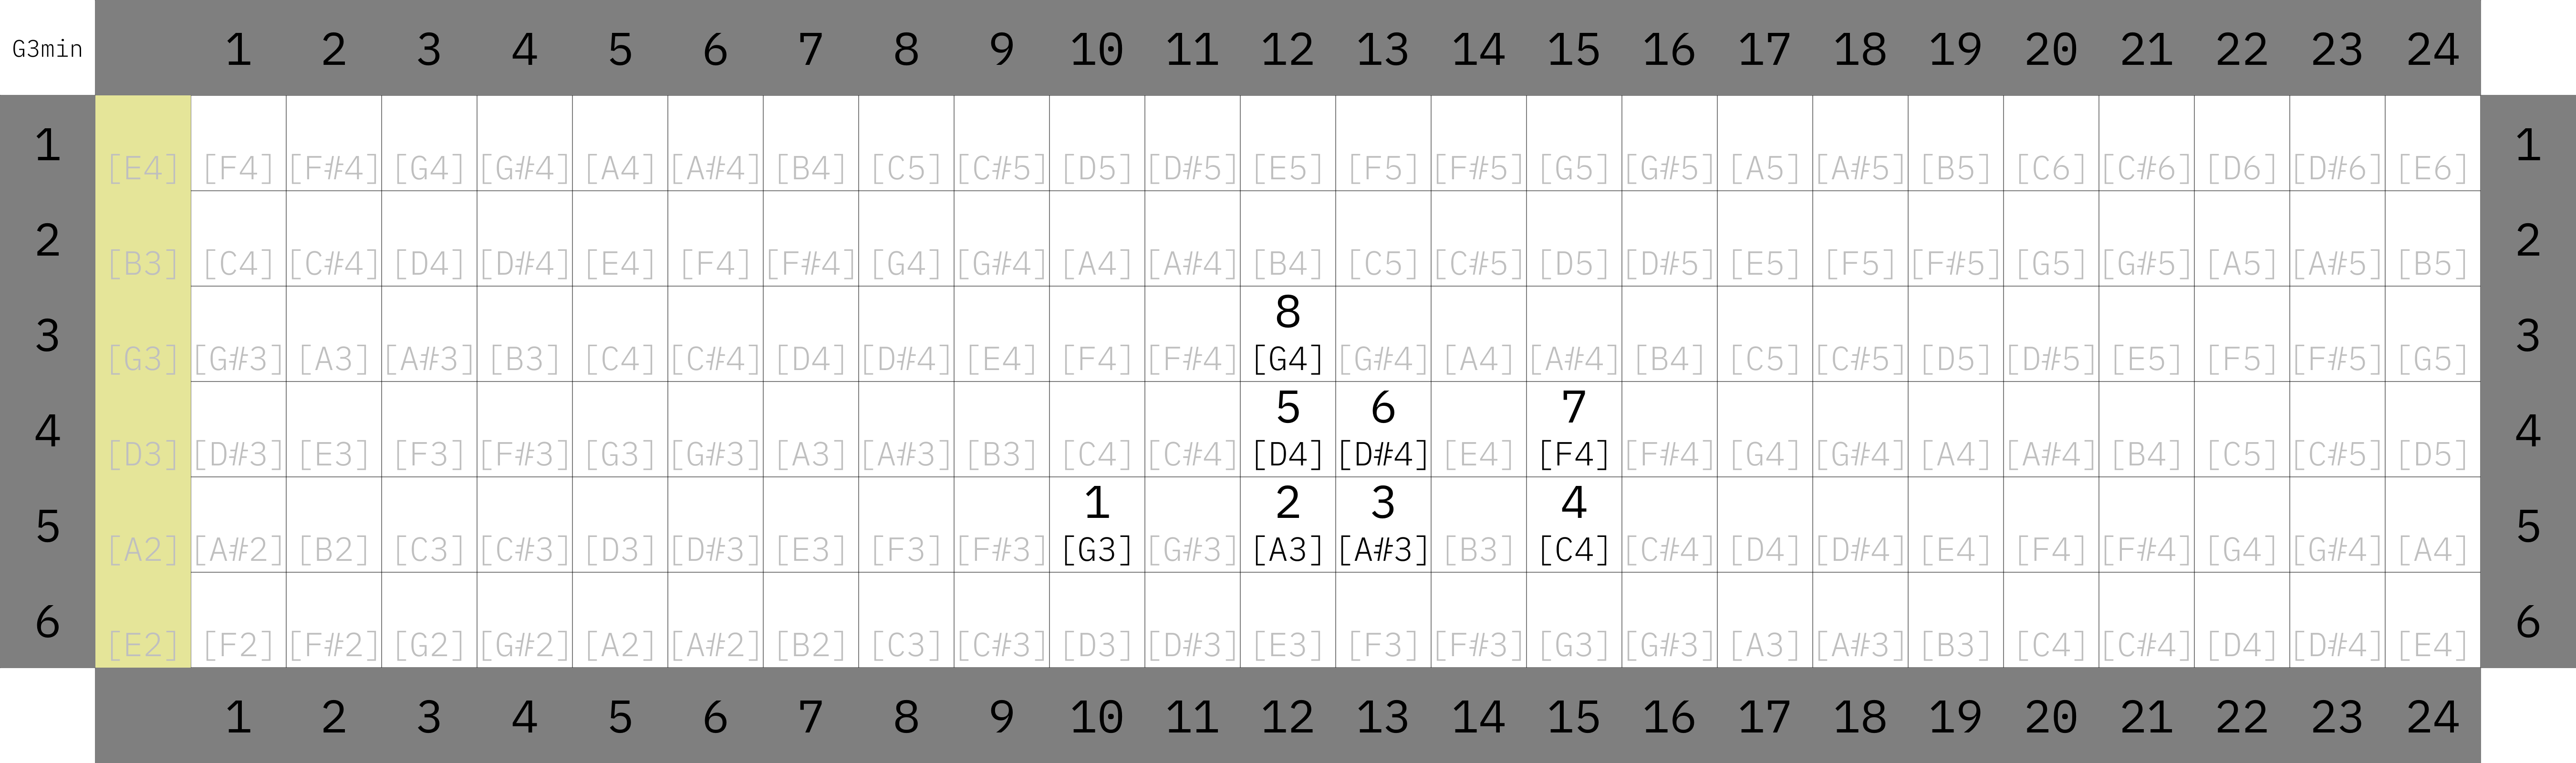 G3min 1 2 3 4 5 6 7 8 9 10 11 12 13 14 15 16 17 18 19 20 21 22 23 24
1 [E4] [F4] [F#4] [G4] [G#4] [A4] [A#4] [B4] [C5] [C#5] [D5] [D#5] [E5] [F5] [F#5] [G5] [G#5] [A5] [A#5] [B5] [C6] [C#6] [D6] [D#6] [E6] 1
2 [B3] [C4] [C#4] [D4] [D#4] [E4] [F4] [F#4] [G4] [G#4] [A4] [A#4] [B4] [C5] [C#5] [D5] [D#5] [E5] [F5] [F#5] [G5] [G#5] [A5] [A#5] [B5] 2
8
3 [G3] [G#3] [A3] [A#3] [B3] [C4] [C#4] [D4] [D#4] [E4] [F4] [F#4] [G4] [G#4] [A4] [A#4] [B4] [C5] [C#5] [D5] [D#5] [E5] [F5] [F#5] [G5] 3
5 6 7
4 [D3] [D#3] [E3] [F3] [F#3] [G3] [G#3] [A3] [A#3] [B3] [C4] [C#4] [D4] [D#4] [E4] [F4] [F#4] [G4] [G#4] [A4] [A#4] [B4] [C5] [C#5] [D5] 4
1 2 3 4
5 [A2] [A#2] [B2] [C3] [C#3] [D3] [D#3] [E3] [F3] [F#3] [G3] [G#3] [A3] [A#3] [B3] [C4] [C#4] [D4] [D#4] [E4] [F4] [F#4] [G4] [G#4] [A4] 5
6 [E2] [F2] [F#2] [G2] [G#2] [A2] [A#2] [B2] [C3] [C#3] [D3] [D#3] [E3] [F3] [F#3] [G3] [G#3] [A3] [A#3] [B3] [C4] [C#4] [D4] [D#4] [E4] 6
1 2 3 4 5 6 7 8 9 10 11 12 13 14 15 16 17 18 19 20 21 22 23 24